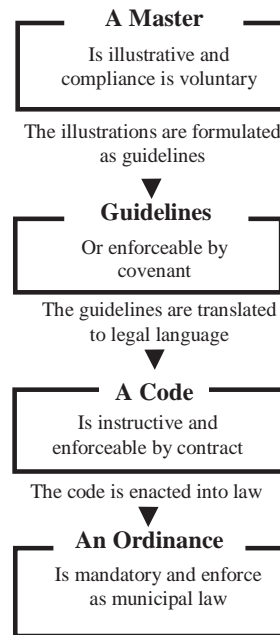 A Master
Is illustrative and
compliance is voluntary
The illustrations are formulated
as guidelines
Guidelines
Or enforceable by
covenant
The guidelines are translated
to legal language
A Code
Is instructive and
enforceable by contract
The code is enacted into law
An Ordinance
Is mandatory and enforce
as municipal law